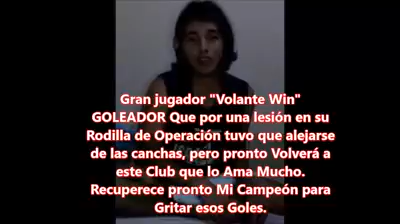 Gran jugador "Volante Win"
GOLEADOR Que por una lesión en su
Rodilla de Operación tuvo que alejarse
de las canchas, pero pronto Volverá a
este Club que lo Ama Mucho.
Recuperece pronto Mi Campeón para
Gritar esos Goles.